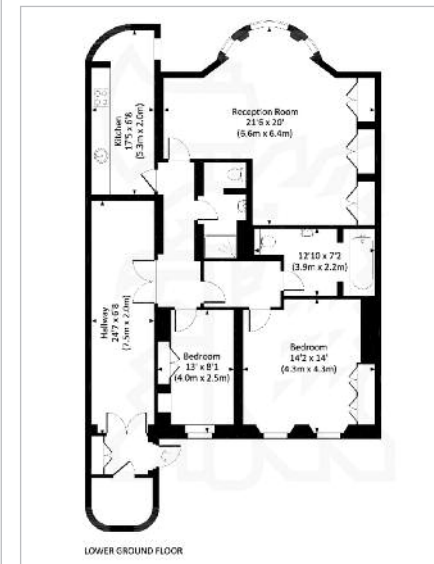 Reception Room
21'6 x 20'
(6.6m x 6.4m)
Kitchen
17'5 x 6'8
(5.3m x 2.0m)
12'10 x 7'2
(3.9m x 2.2m)
Hallway
24'7 x 6'8
(7.5m x 2.0m)
Bedroom
13' x 8'1
(4.0m x 2.5m)
Bedroom
14'2 x 14'
(4.3m x 4.3m)
LOWER GROUND FLOOR